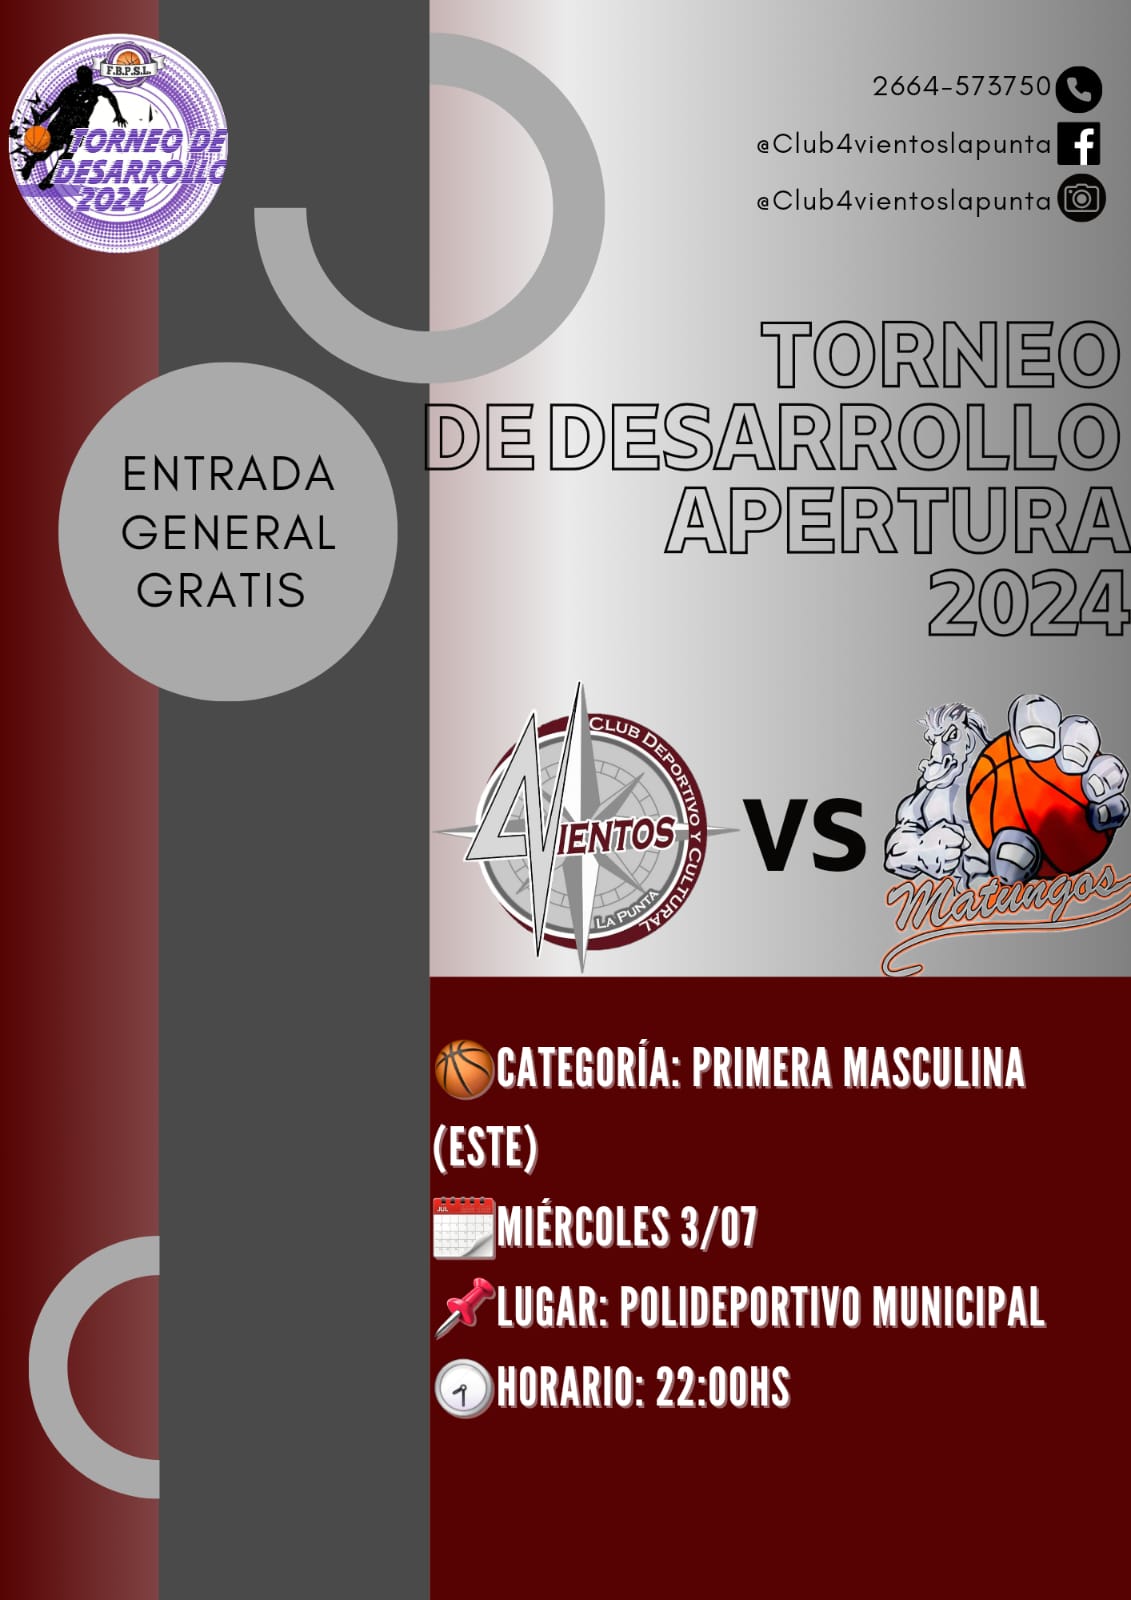 F.B.P.S.L.
TORNEO DE
DESARROLLO
2024
2664-573750
@Club4vientoslapunta
@Club4vientoslapunta
TORNEO
DE DESARROLLO
APERTURA
2024
ENTRADA
GENERAL
GRATIS
CLUB DEPORTIVO Y CULTURAL
4VIENTOS
LA PUNTA
VS
Matungos
CATEGORÍA: PRIMERA MASCULINA
(ESTE)
JUL
MIÉRCOLES 3/07
LUGAR: POLIDEPORTIVO MUNICIPAL
HORARIO: 22:00HS